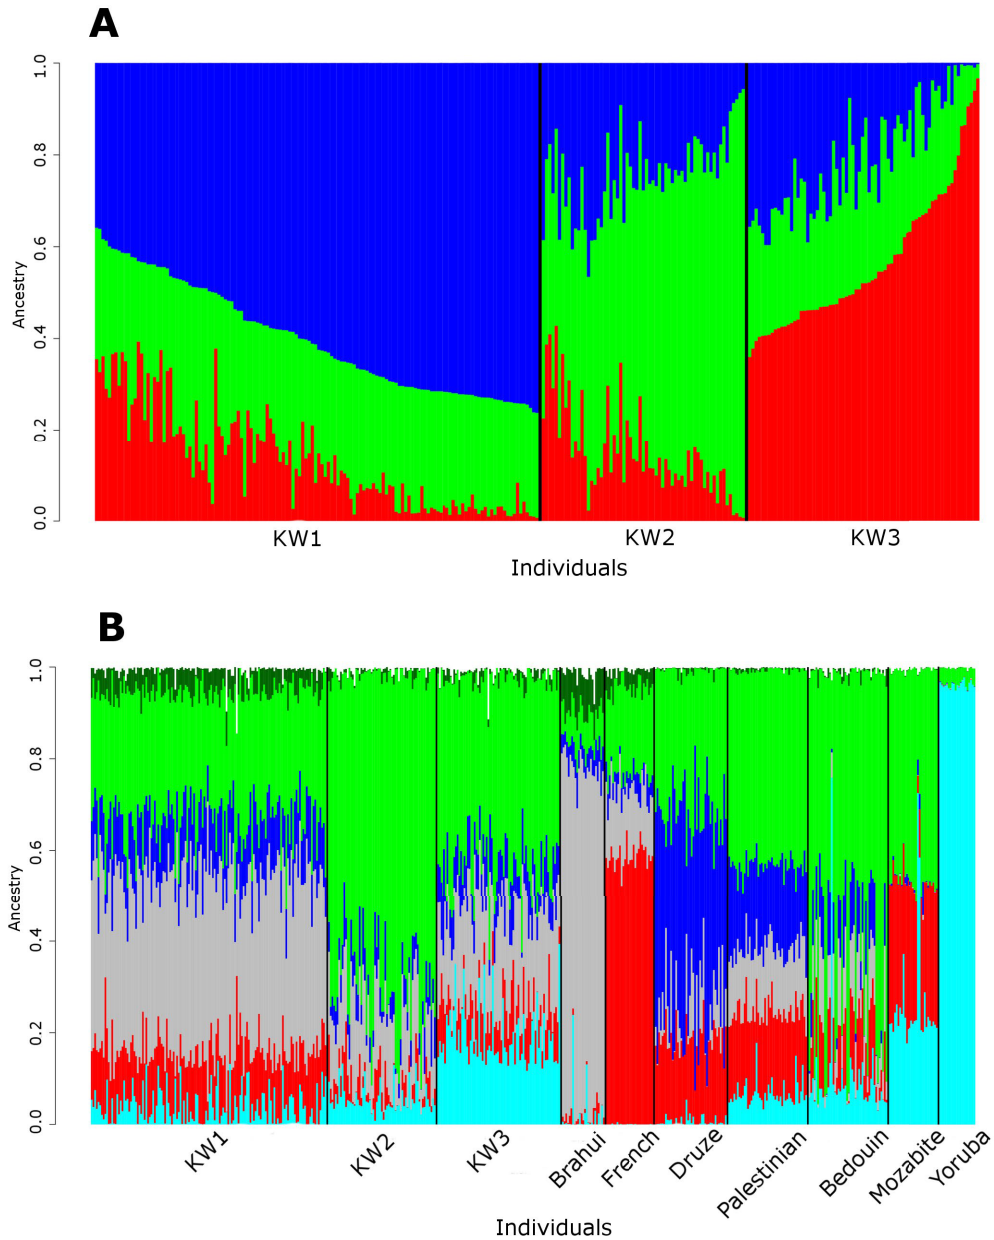 A
1.0
0.8
0.6
0.4
0.2
0.0
Ancestry
KW1 KW2 KW3
Individuals
B
1.0
0.8
0.6
0.4
0.2
0.0
Ancestry
KW1 KW2 KW3 Brahui French Druze Palestinian Bedouin Mozabite Yoruba
Individuals